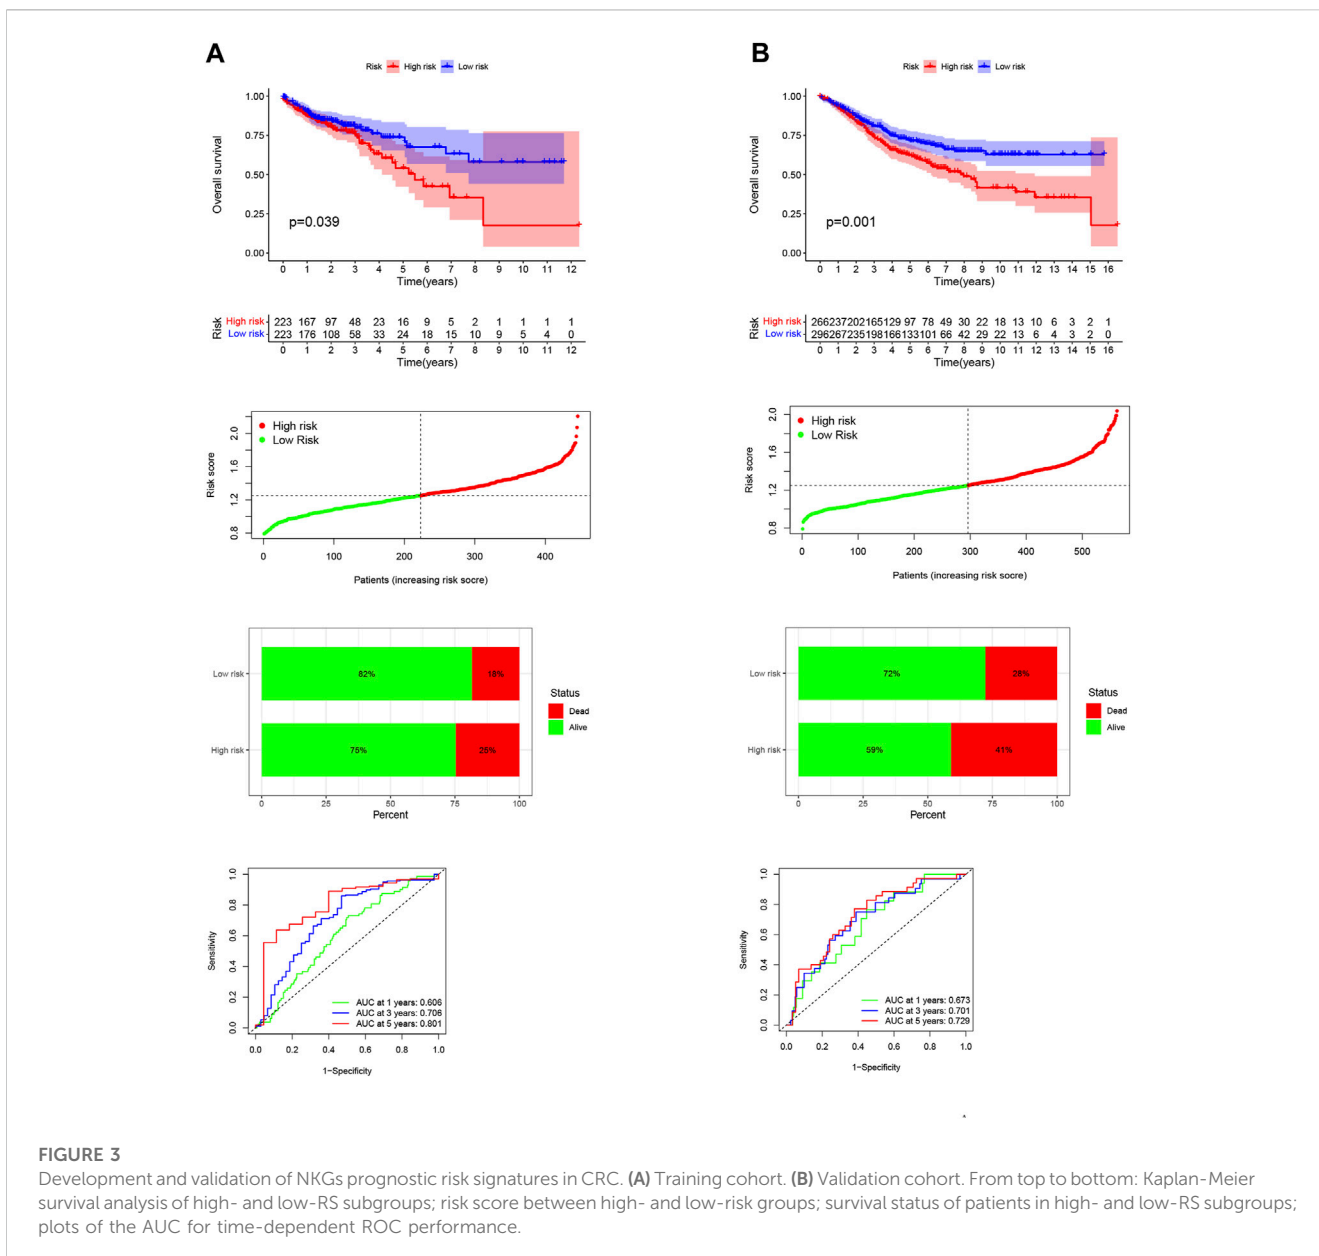 A
Risk High risk Low risk
1.00
0.75
0.50
0.25
0.00
Overall survival
p=0.039
0 1 2 3 4 5 6 7 8 9 10 11 12
Time(years)
Risk
High risk 223 167 97 48 23 16 9 5 2 1 1 1 1
Low risk 223 176 108 58 33 24 18 15 10 9 5 4 0
0 1 2 3 4 5 6 7 8 9 10 11 12
Time(years)
High risk
Low Risk
Risk score
2.0
1.6
1.2
0.8
0 100 200 300 400
Patients (increasing risk socre)
Low risk 82% 18%
High risk 75% 25%
Status
Dead
Alive
0 25 50 75 100
Percent
1.0
0.8
0.6
0.4
0.2
0.0
Sensitivity
AUC at 1 years: 0.606
AUC at 3 years: 0.706
AUC at 5 years: 0.801
0.0 0.2 0.4 0.6 0.8 1.0
1-Specificity
B
Risk High risk Low risk
1.00
0.75
0.50
0.25
0.00
Overall survival
p=0.001
0 1 2 3 4 5 6 7 8 9 10 11 12 13 14 15 16
Time(years)
Risk
High risk 266 237 202 165 129 97 78 49 30 22 18 13 10 6 3 2 1
Low risk 296 267 235 198 166 133 101 66 42 29 22 13 6 4 3 2 0
0 1 2 3 4 5 6 7 8 9 10 11 12 13 14 15 16
Time(years)
High risk
Low Risk
Risk score
2.0
1.6
1.2
0.8
0 100 200 300 400 500
Patients (increasing risk socre)
Low risk 72% 28%
High risk 59% 41%
Status
Dead
Alive
0 25 50 75 100
Percent
1.0
0.8
0.6
0.4
0.2
0.0
Sensitivity
AUC at 1 years: 0.673
AUC at 3 years: 0.701
AUC at 5 years: 0.729
0.0 0.2 0.4 0.6 0.8 1.0
1-Specificity
FIGURE 3
Development and validation of NKGs prognostic risk signatures in CRC. (A) Training cohort. (B) Validation cohort. From top to bottom: Kaplan-Meier
survival analysis of high- and low-RS subgroups; risk score between high- and low-risk groups; survival status of patients in high- and low-RS subgroups;
plots of the AUC for time-dependent ROC performance.